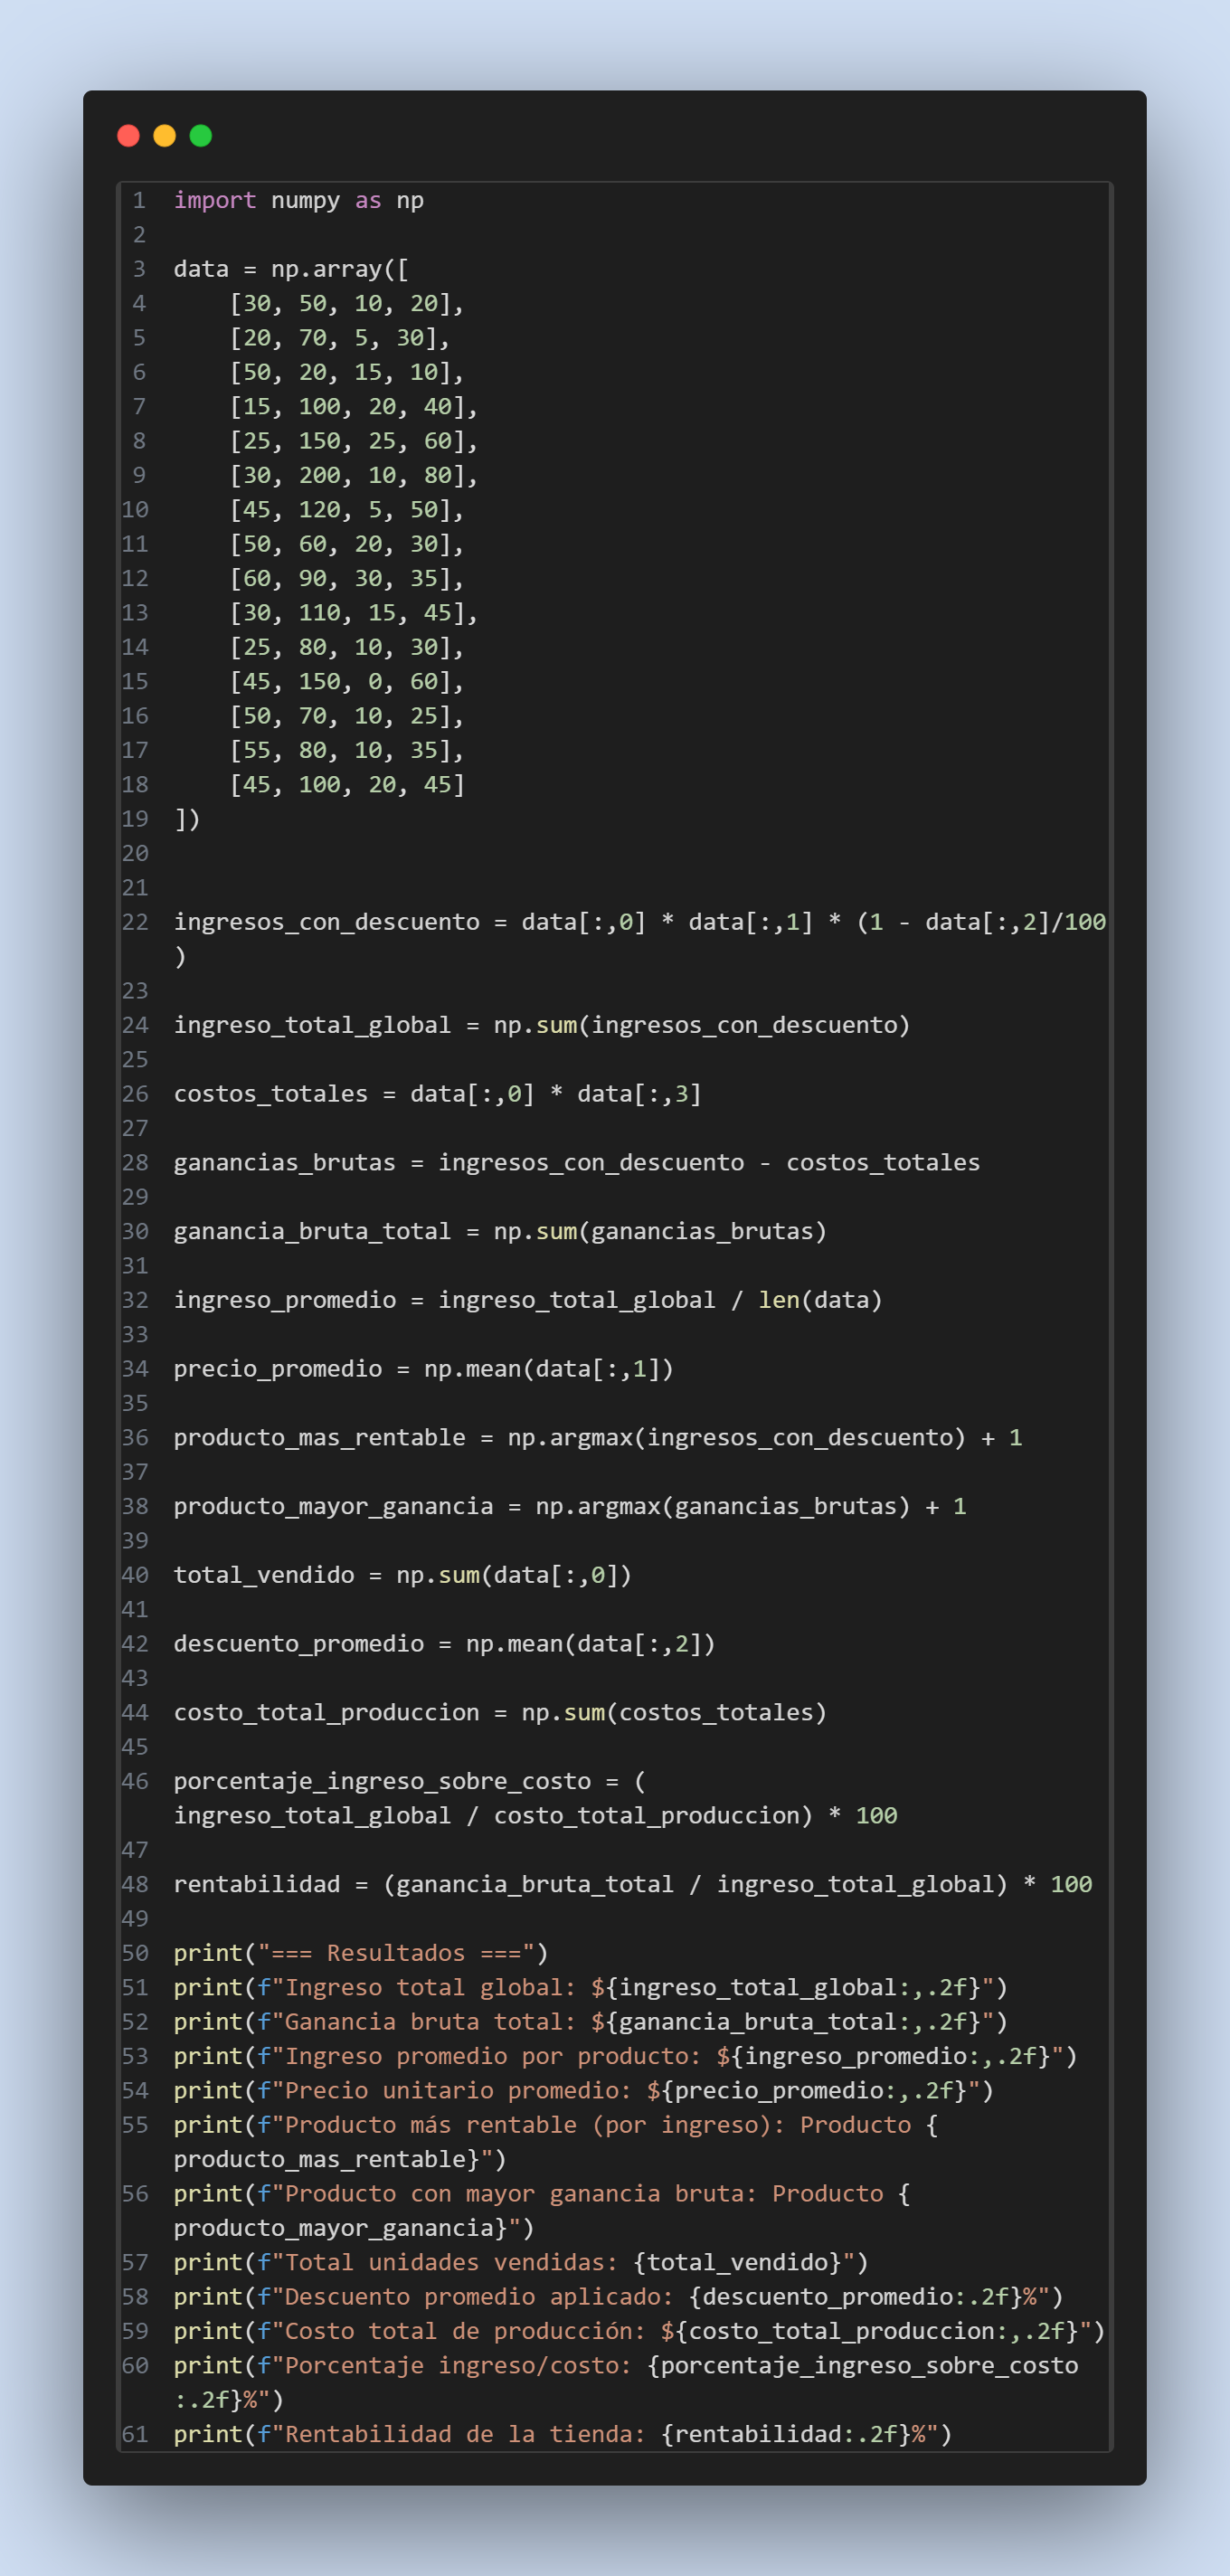 1 import numpy as np
2
3 data = np.array([
4     [30, 50, 10, 20],
5     [20, 70, 5, 30],
6     [50, 20, 15, 10],
7     [15, 100, 20, 40],
8     [25, 150, 25, 60],
9     [30, 200, 10, 80],
10     [45, 120, 5, 50],
11     [50, 60, 20, 30],
12     [60, 90, 30, 35],
13     [30, 110, 15, 45],
14     [25, 80, 10, 30],
15     [45, 150, 0, 60],
16     [50, 70, 10, 25],
17     [55, 80, 10, 35],
18     [45, 100, 20, 45]
19 ])
20
21
22 ingresos_con_descuento = data[:,0] * data[:,1] * (1 - data[:,2]/100
)
23
24 ingreso_total_global = np.sum(ingresos_con_descuento)
25
26 costos_totales = data[:,0] * data[:,3]
27
28 ganancias_brutas = ingresos_con_descuento - costos_totales
29
30 ganancia_bruta_total = np.sum(ganancias_brutas)
31
32 ingreso_promedio = ingreso_total_global / len(data)
33
34 precio_promedio = np.mean(data[:,1])
35
36 producto_mas_rentable = np.argmax(ingresos_con_descuento) + 1
37
38 producto_mayor_ganancia = np.argmax(ganancias_brutas) + 1
39
40 total_vendido = np.sum(data[:,0])
41
42 descuento_promedio = np.mean(data[:,2])
43
44 costo_total_produccion = np.sum(costos_totales)
45
46 porcentaje_ingreso_sobre_costo = (
ingreso_total_global / costo_total_produccion) * 100
47
48 rentabilidad = (ganancia_bruta_total / ingreso_total_global) * 100
49
50 print("=== Resultados ===")
51 print(f"Ingreso total global: ${ingreso_total_global:,.2f}")
52 print(f"Ganancia bruta total: ${ganancia_bruta_total:,.2f}")
53 print(f"Ingreso promedio por producto: ${ingreso_promedio:,.2f}")
54 print(f"Precio unitario promedio: ${precio_promedio:,.2f}")
55 print(f"Producto más rentable (por ingreso): Producto {
producto_mas_rentable}")
56 print(f"Producto con mayor ganancia bruta: Producto {
producto_mayor_ganancia}")
57 print(f"Total unidades vendidas: {total_vendido}")
58 print(f"Descuento promedio aplicado: {descuento_promedio:.2f}%")
59 print(f"Costo total de producción: ${costo_total_produccion:,.2f}")
60 print(f"Porcentaje ingreso/costo: {porcentaje_ingreso_sobre_costo
:.2f}%")
61 print(f"Rentabilidad de la tienda: {rentabilidad:.2f}%")